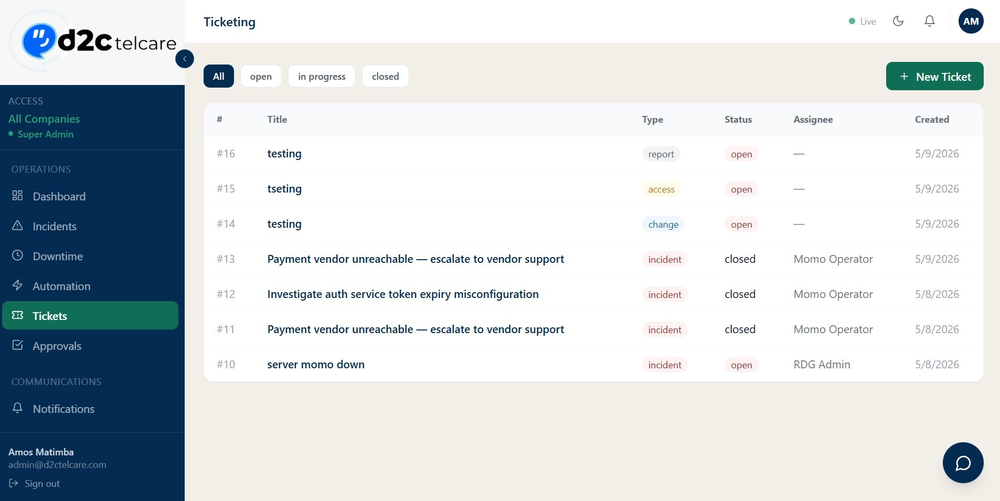 d2c telcare
Ticketing
Live
AM
All
open
in progress
closed
+ New Ticket
ACCESS
All Companies
Super Admin
OPERATIONS
Dashboard
Incidents
Downtime
Automation
Tickets
Approvals
COMMUNICATIONS
Notifications
Amos Matimba
admin@d2ctelcare.com
Sign out
# Title Type Status Assignee Created
#16 testing report open — 5/9/2026
#15 tseting access open — 5/9/2026
#14 testing change open — 5/9/2026
#13 Payment vendor unreachable — escalate to vendor support incident closed Momo Operator 5/9/2026
#12 Investigate auth service token expiry misconfiguration incident closed Momo Operator 5/8/2026
#11 Payment vendor unreachable — escalate to vendor support incident closed Momo Operator 5/8/2026
#10 server momo down incident open RDG Admin 5/8/2026